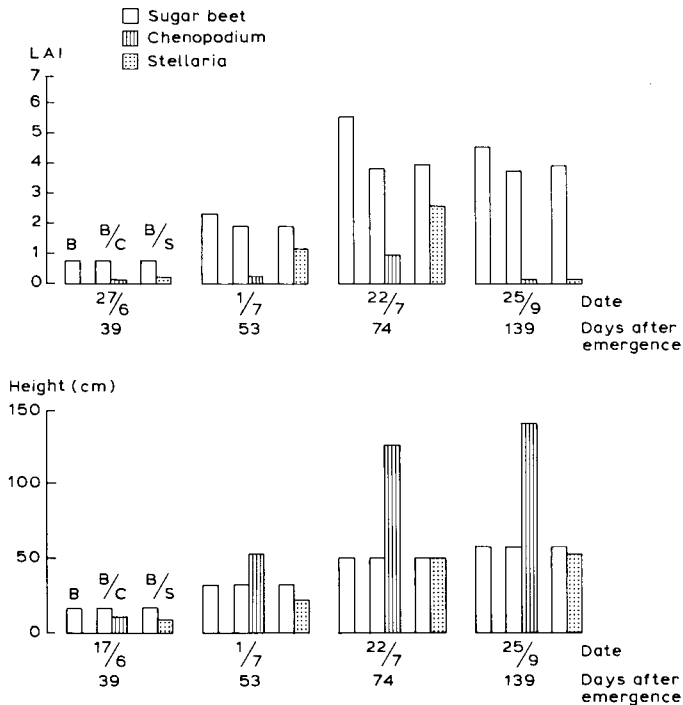 Sugar beet
Chenopodium
Stellaria
LAI
7
6
5
4
3
2
1
0
B B/C B/S
27/6 1/7 22/7 25/9 Date
39 53 74 139 Days after emergence
Height (cm)
150
100
50
0
B B/C B/S
17/6 1/7 22/7 25/9 Date
39 53 74 139 Days after emergence